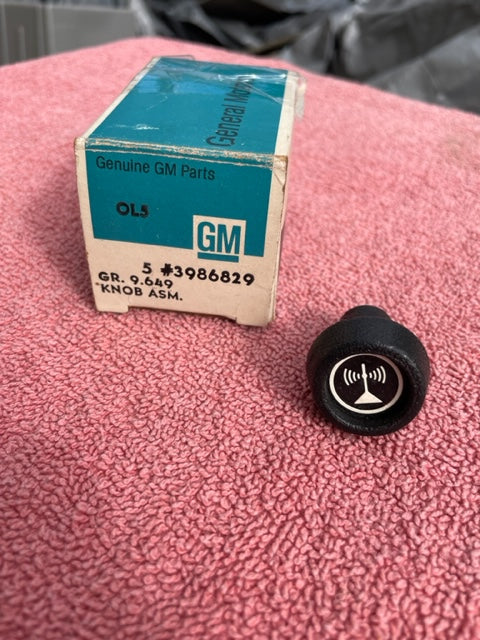 General Motors
Genuine GM Parts
OL5
GM
5 #3986829
GR. 9.649
KNOB ASM.